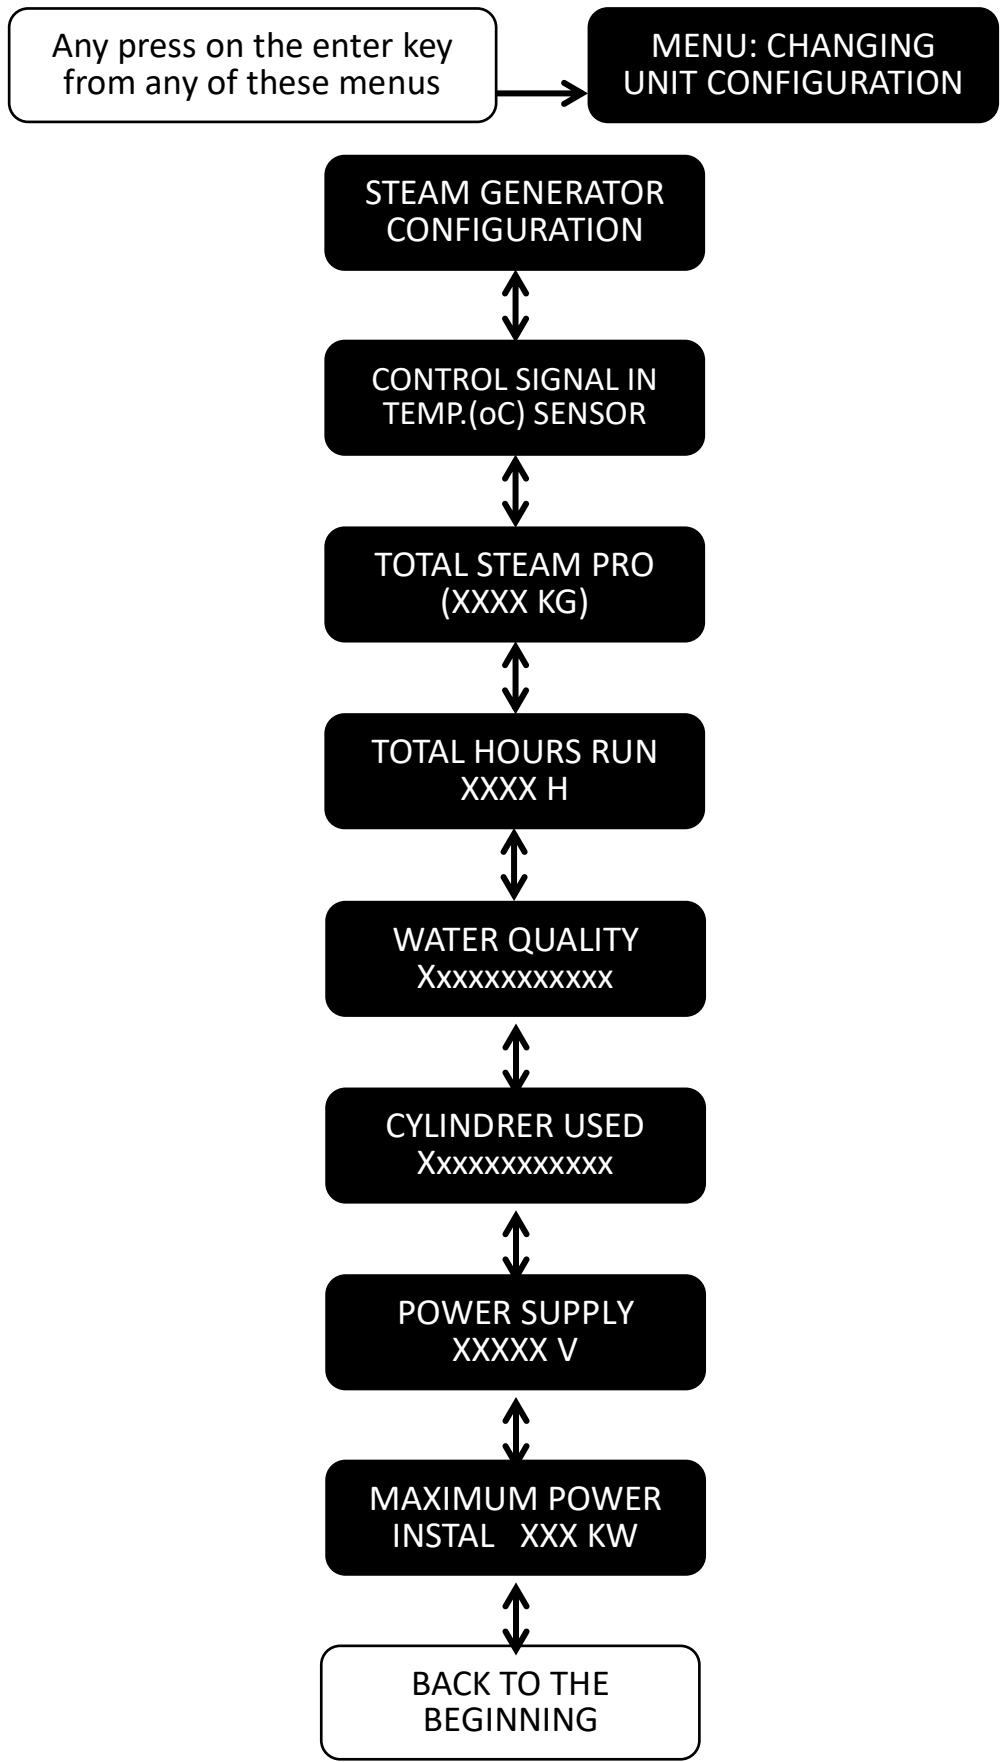 Any press on the enter key
from any of these menus
MENU: CHANGING
UNIT CONFIGURATION
STEAM GENERATOR
CONFIGURATION
CONTROL SIGNAL IN
TEMP.(oC) SENSOR
TOTAL STEAM PRO
(XXXX KG)
TOTAL HOURS RUN
XXXX H
WATER QUALITY
Xxxxxxxxxxxx
CYLINDRER USED
Xxxxxxxxxxxx
POWER SUPPLY
XXXXX V
MAXIMUM POWER
INSTAL   XXX KW
BACK TO THE
BEGINNING